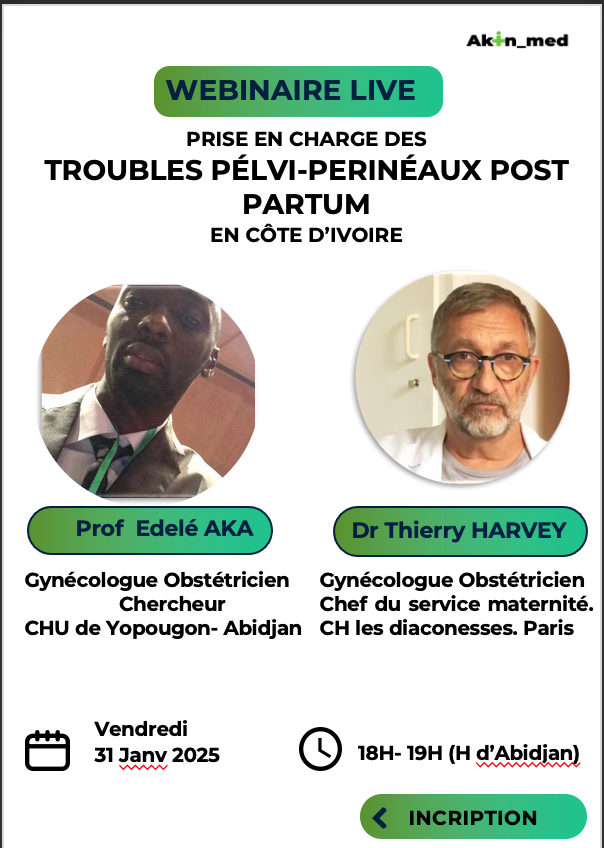 Akin_med
WEBINAIRE LIVE
PRISE EN CHARGE DES
TROUBLES PÉLVI-PERINÉAUX POST
PARTUM
EN CÔTE D’IVOIRE
Prof Edelé AKA
Gynécologue Obstétricien
Chercheur
CHU de Yopougon- Abidjan
Dr Thierry HARVEY
Gynécologue Obstétricien
Chef du service maternité.
CH les diaconesses. Paris
Vendredi
31 Janv 2025
18H- 19H (H d’Abidjan)
INCRIPTION